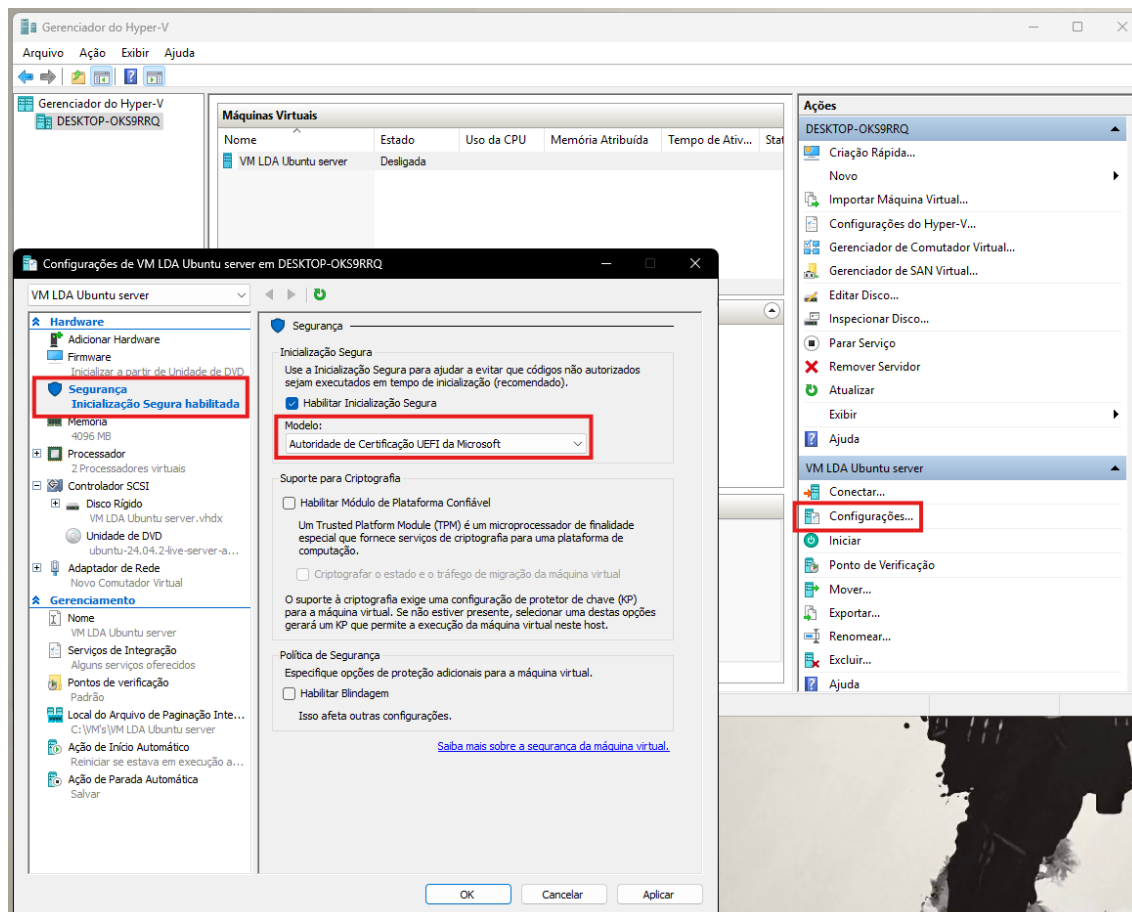 Gerenciador do Hyper-V
Arquivo Ação Exibir Ajuda
Gerenciador do Hyper-V
DESKTOP-OKS9RRQ
Máquinas Virtuais
Nome Estado Uso da CPU Memória Atribuída Tempo de Ativ... Stat
VM LDA Ubuntu server Desligada
Configurações de VM LDA Ubuntu server em DESKTOP-OKS9RRQ
VM LDA Ubuntu server
Hardware
Adicionar Hardware
Firmware
Inicializar a partir de Unidade de DVD
Segurança
Inicialização Segura habilitada
Memória
4096 MB
Processador
2 Processadores virtuais
Controlador SCSI
Disco Rígido
VM LDA Ubuntu server.vhdx
Unidade de DVD
ubuntu-24.04.2-live-server-a...
Adaptador de Rede
Novo Comutador Virtual
Gerenciamento
Nome
VM LDA Ubuntu server
Serviços de Integração
Alguns serviços oferecidos
Pontos de verificação
Padrão
Local do Arquivo de Paginação Inte...
C:\VM's\VM LDA Ubuntu server
Ação de Início Automático
Reiniciar se estava em execução a...
Ação de Parada Automática
Salvar
Segurança
Inicialização Segura
Use a Inicialização Segura para ajudar a evitar que códigos não autorizados
sejam executados em tempo de inicialização (recomendado).
Habilitar Inicialização Segura
Modelo:
Autoridade de Certificação UEFI da Microsoft
Suporte para Criptografia
Habilitar Módulo de Plataforma Confiável
Um Trusted Platform Module (TPM) é um microprocessador de finalidade
especial que fornece serviços de criptografia para uma plataforma de
computação.
Criptografar o estado e o tráfego de migração da máquina virtual
O suporte à criptografia exige uma configuração de protetor de chave (KP)
para a máquina virtual. Se não estiver presente, selecionar uma destas opções
gerará um KP que permite a execução da máquina virtual neste host.
Política de Segurança
Especifique opções de proteção adicionais para a máquina virtual.
Habilitar Blindagem
Isso afeta outras configurações.
Saiba mais sobre a segurança da máquina virtual.
OK Cancelar Aplicar
Ações
DESKTOP-OKS9RRQ
Criação Rápida...
Novo
Importar Máquina Virtual...
Configurações do Hyper-V...
Gerenciador de Comutador Virtual...
Gerenciador de SAN Virtual...
Editar Disco...
Inspecionar Disco...
Parar Serviço
Remover Servidor
Atualizar
Exibir
Ajuda
VM LDA Ubuntu server
Conectar...
Configurações...
Iniciar
Ponto de Verificação
Mover...
Exportar...
Renomear...
Excluir...
Ajuda